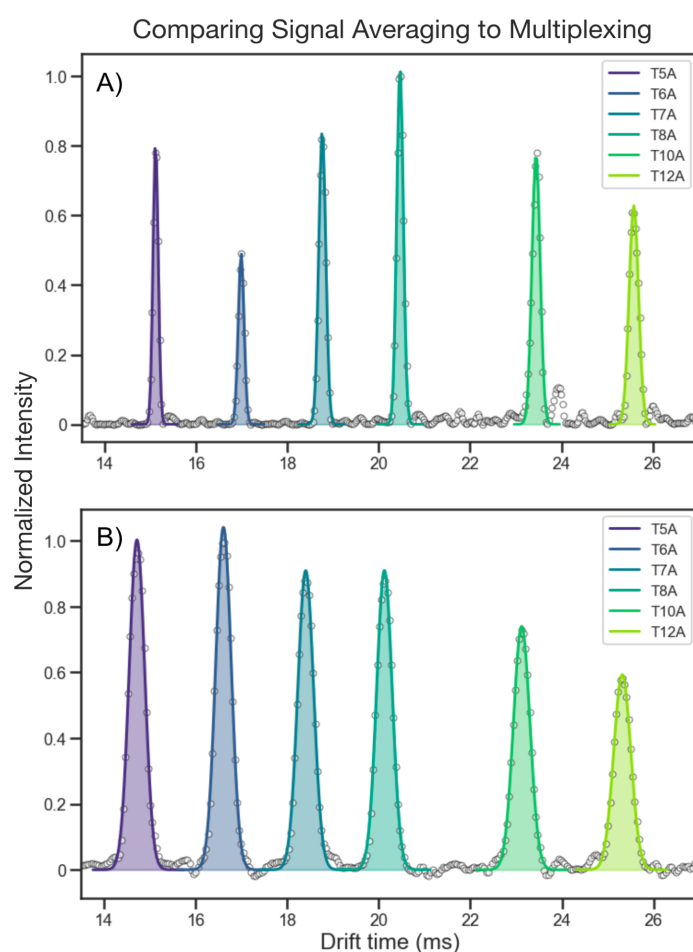 Comparing Signal Averaging to Multiplexing
A)
T5A
T6A
T7A
T8A
T10A
T12A
1.0
0.8
0.6
0.4
0.2
0
14 16 18 20 22 24 26
Normalized Intensity
B)
T5A
T6A
T7A
T8A
T10A
T12A
1.0
0.8
0.6
0.4
0.2
0
14 16 18 20 22 24 26
Drift time (ms)